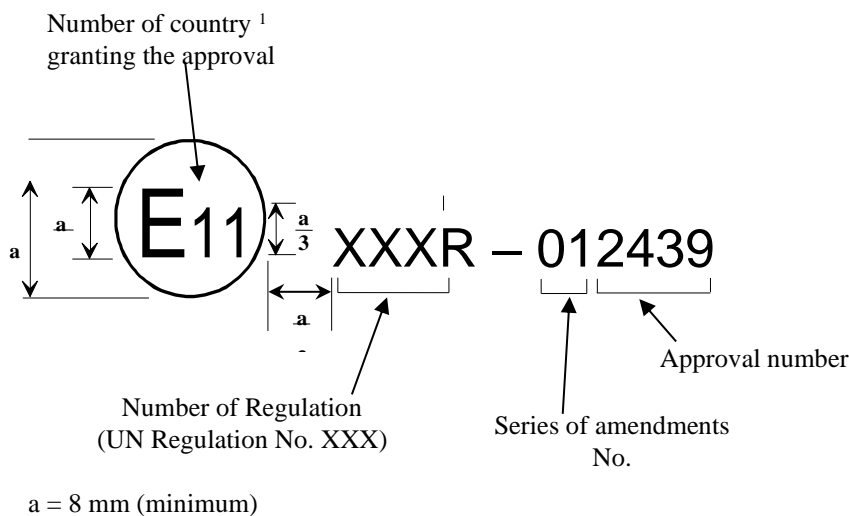 Number of country 1
granting the approval
a
a
E11
a
3
XXXR – 012439
a
Approval number
Number of Regulation
(UN Regulation No. XXX)
Series of amendments
No.
a = 8 mm (minimum)